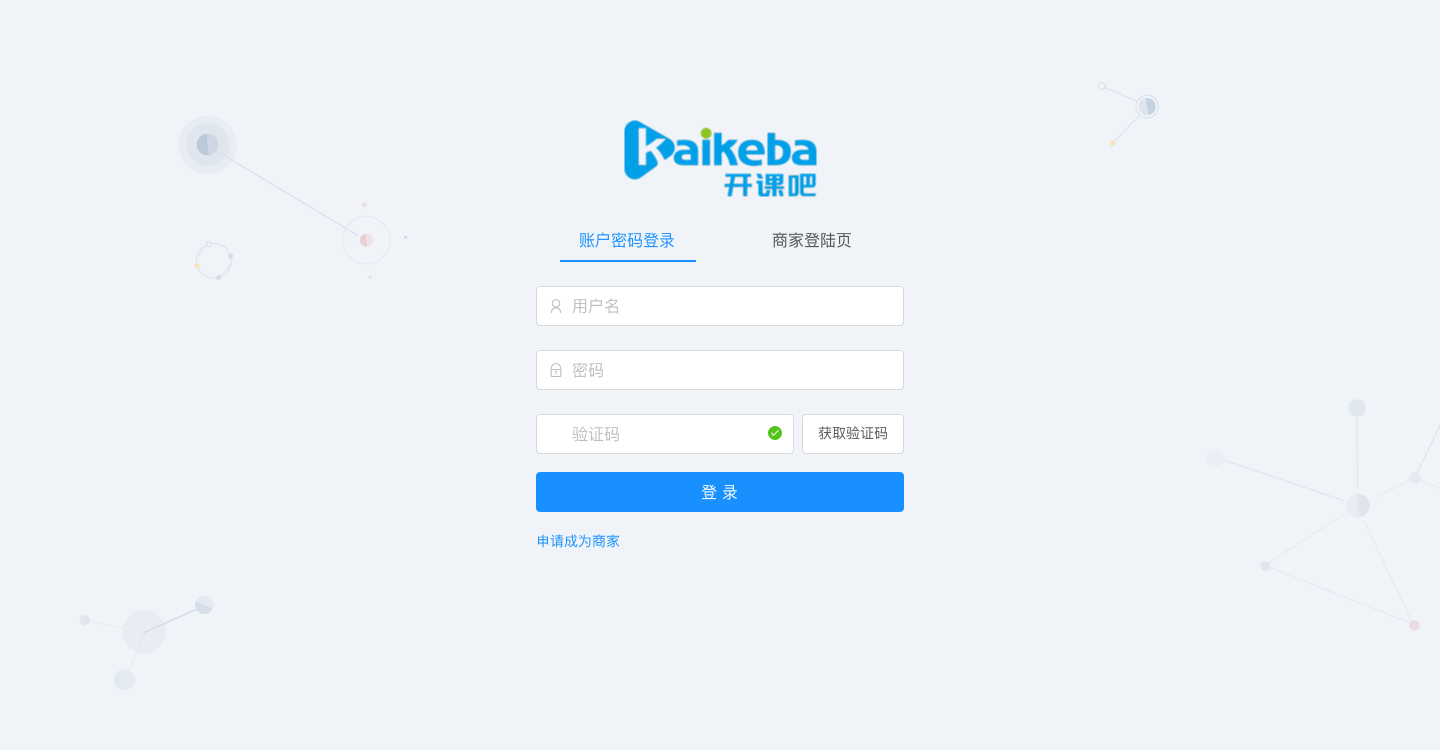 kaikeba
开课吧
账户密码登录 商家登陆页
用户名
密码
验证码 获取验证码
登 录
申请成为商家